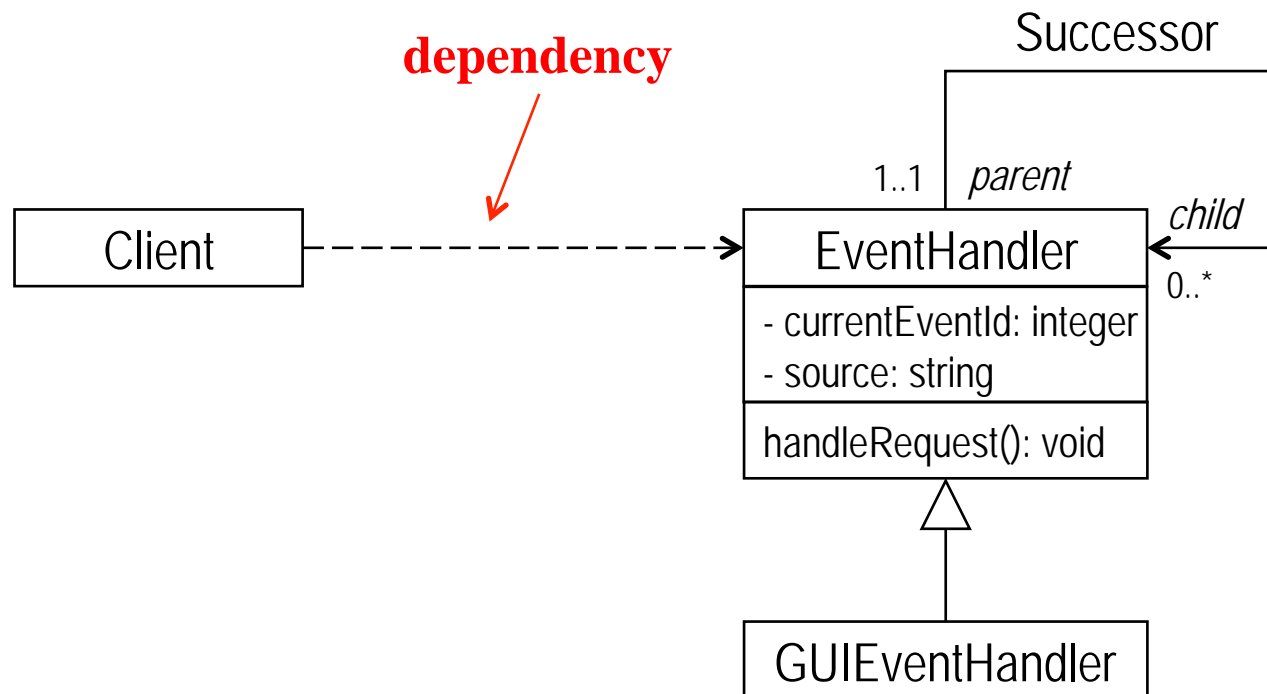 Successor
dependency
1..1 parent
child
Client
EventHandler
0..*
- currentEventId: integer
- source: string
handleRequest(): void
GUIEventHandler